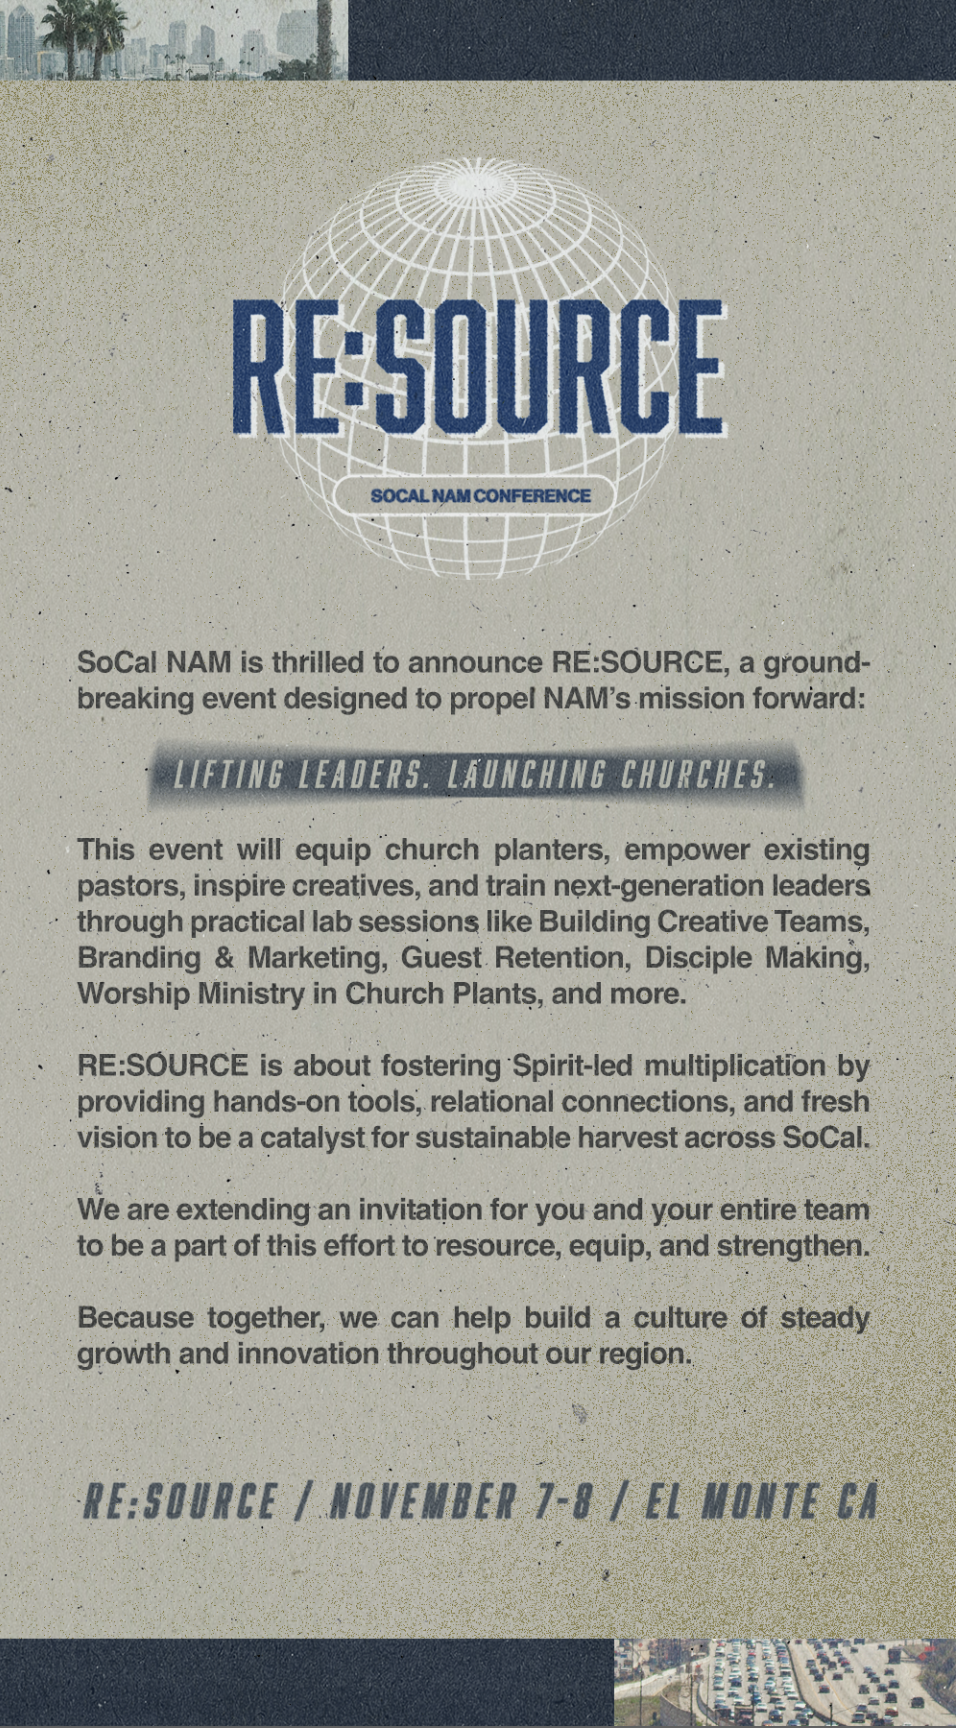 RE:SOURCE
SOCAL NAM CONFERENCE
SoCal NAM is thrilled to announce RE:SOURCE, a ground-
breaking event designed to propel NAM’s mission forward:
LIFTING LEADERS. LAUNCHING CHURCHES.
This event will equip church planters, empower existing
pastors, inspire creatives, and train next-generation leaders
through practical lab sessions like Building Creative Teams,
Branding & Marketing, Guest Retention, Disciple Making,
Worship Ministry in Church Plants, and more.
RE:SOURCE is about fostering Spirit-led multiplication by
providing hands-on tools, relational connections, and fresh
vision to be a catalyst for sustainable harvest across SoCal.
We are extending an invitation for you and your entire team
to be a part of this effort to resource, equip, and strengthen.
Because together, we can help build a culture of steady
growth and innovation throughout our region.
RE:SOURCE / NOVEMBER 7-8 / EL MONTE CA